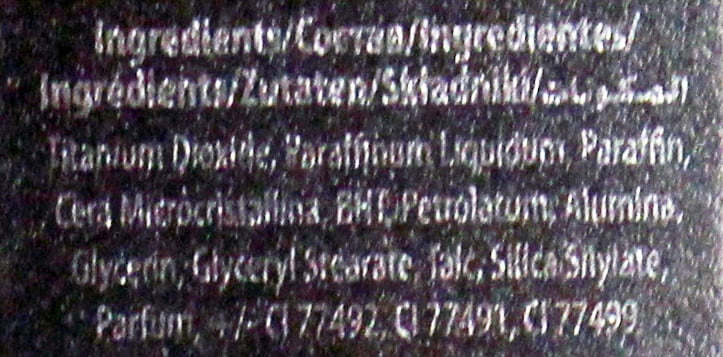 Ingredients/Состав/Ingredientes/
Ingrédients/Zutaten/Składniki/المكونات
Titanium Dioxide, Paraffinum Liquidum, Paraffin,
Cera Microcristallina, BHT, Petrolatum, Alumina,
Glycerin, Glyceryl Stearate, Talc, Silica Silylate,
Parfum, +/- CI 77492, CI 77491, CI 77499